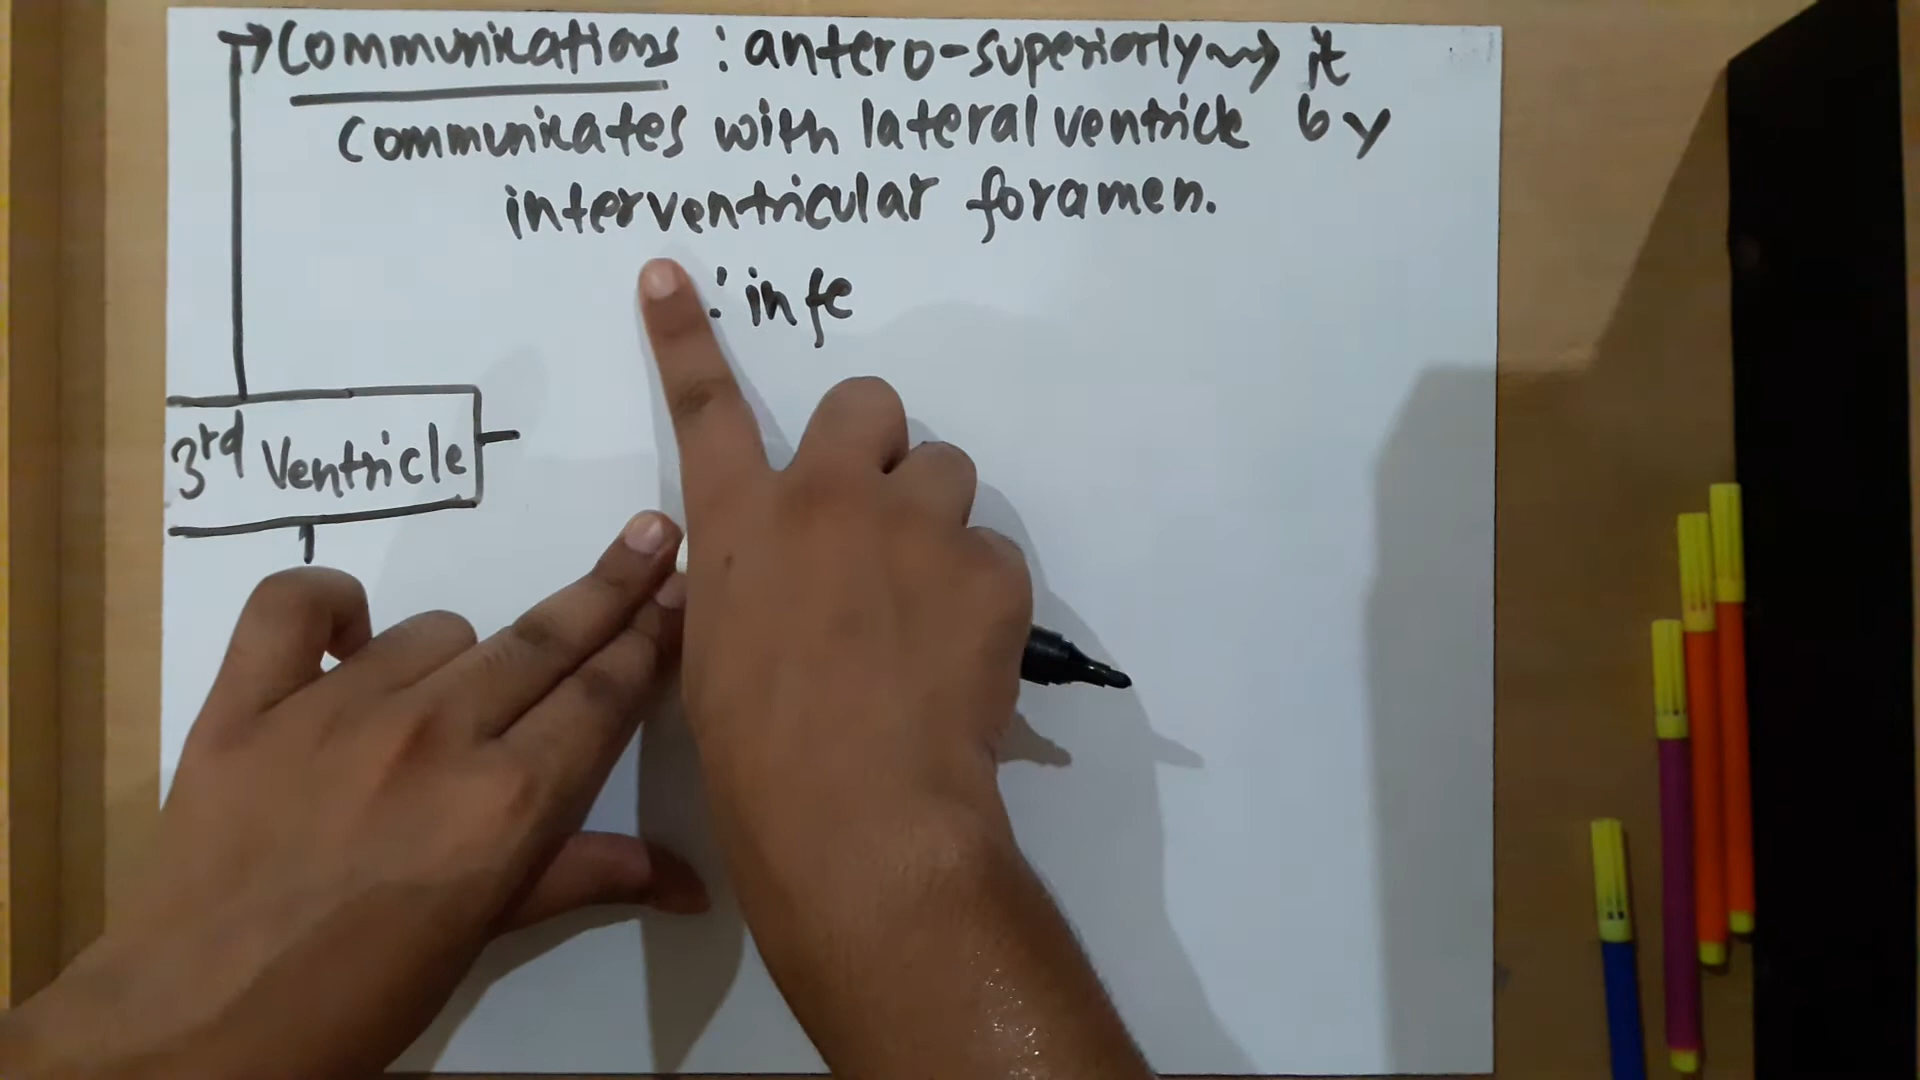 → Communications : antero-superiorly ⇝ it
communicates with lateral ventricle by
interventricular foramen.
: infe
3rd Ventricle